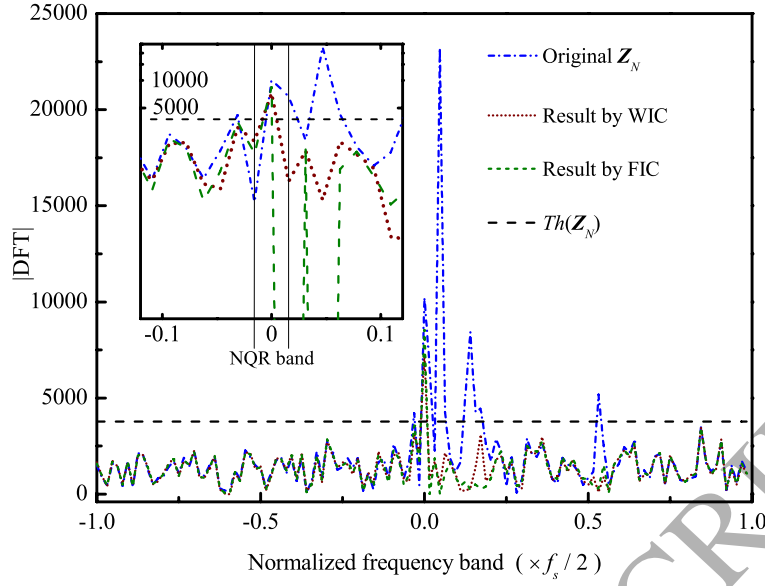 25000
20000
15000
10000
5000
0
|DFT|
10000
5000
-0.1
0
0.1
NQR band
Original Z_N
Result by WIC
Result by FIC
Th(Z_N)
-1.0
-0.5
0.0
0.5
1.0
Normalized frequency band (×f_s / 2)
CRI